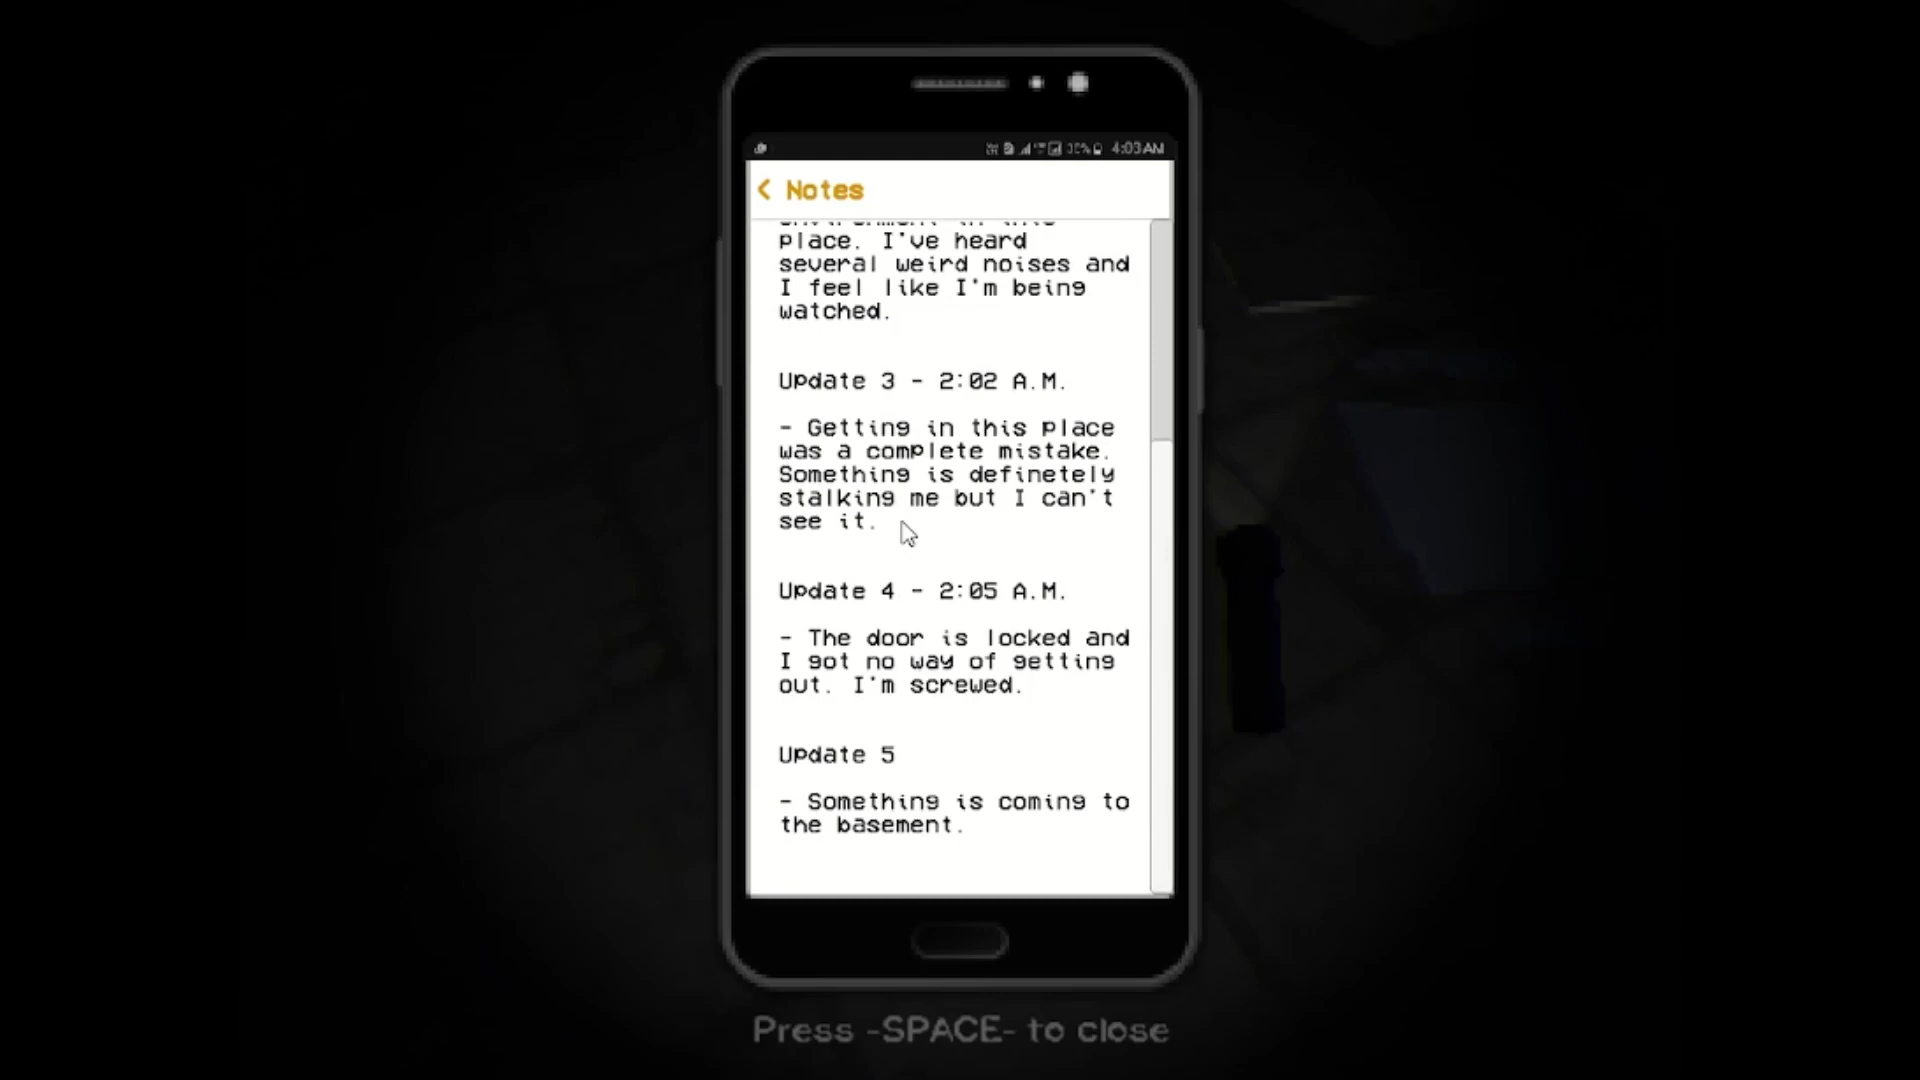 4:03AM
< Notes
place. I've heard
several weird noises and
I feel like I'm being
watched.
Update 3 - 2:02 A.M.
- Getting in this place
was a complete mistake.
Something is definetely
stalking me but I can't
see it.
Update 4 - 2:05 A.M.
- The door is locked and
I got no way of getting
out. I'm screwed.
Update 5
- Something is coming to
the basement.
Press -SPACE- to close